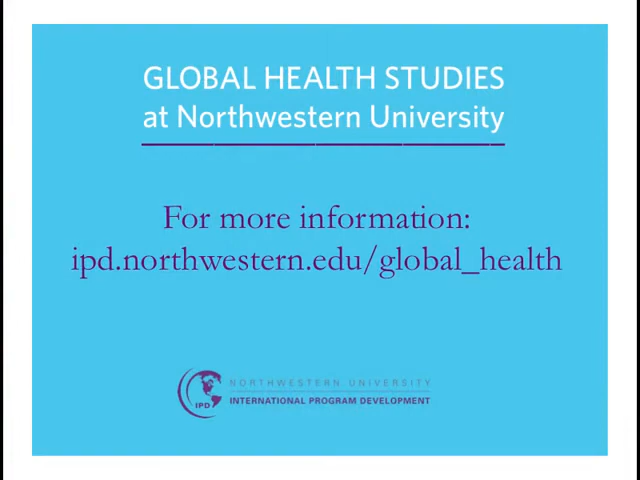 GLOBAL HEALTH STUDIES
at Northwestern University
For more information:
ipd.northwestern.edu/global_health
NORTHWESTERN UNIVERSITY
IPD
INTERNATIONAL PROGRAM DEVELOPMENT